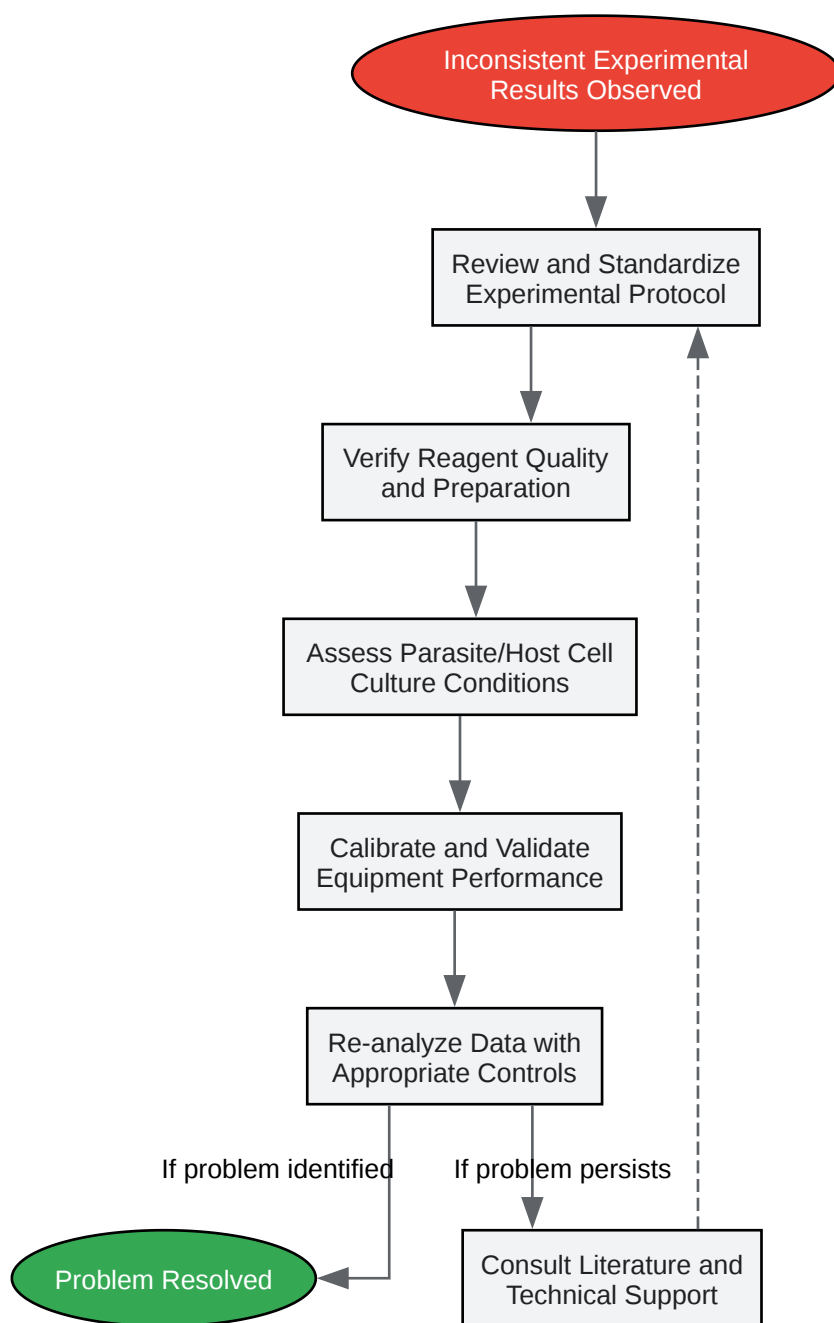 Inconsistent Experimental
Results Observed
Review and Standardize
Experimental Protocol
Verify Reagent Quality
and Preparation
Assess Parasite/Host Cell
Culture Conditions
Calibrate and Validate
Equipment Performance
Re-analyze Data with
Appropriate Controls
If problem identified
If problem persists
Problem Resolved
Consult Literature and
Technical Support